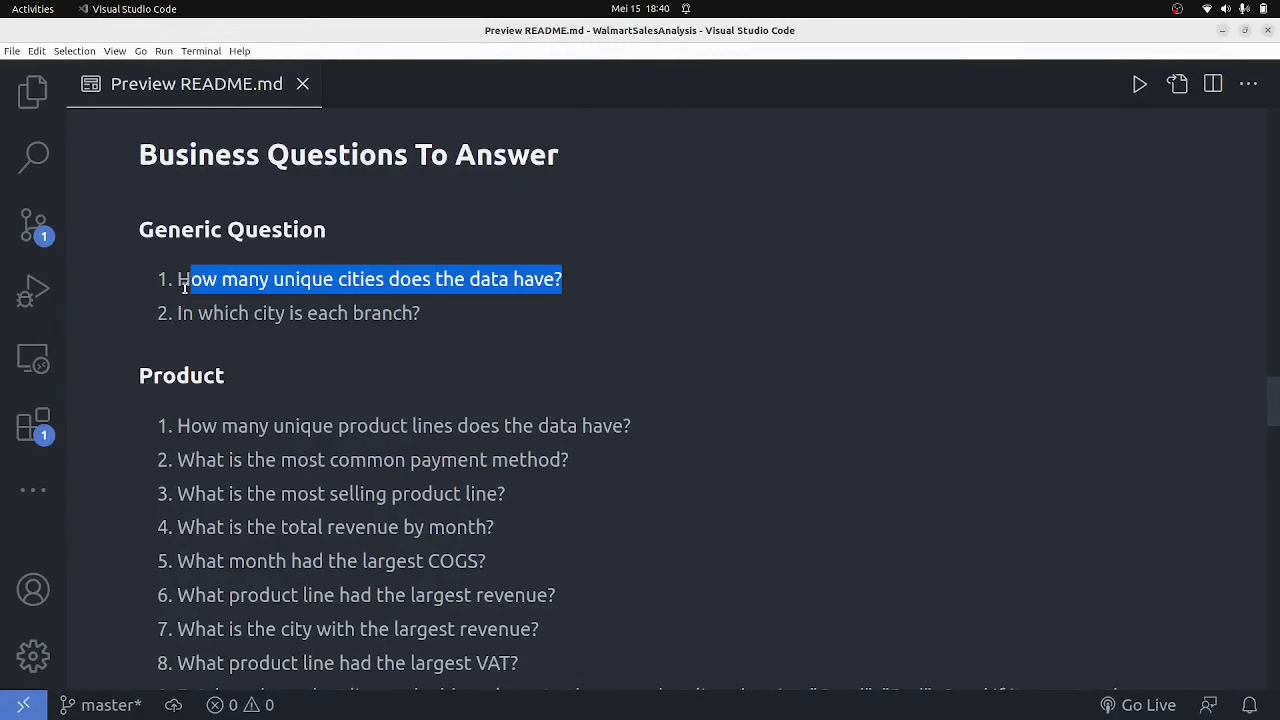 Activities Visual Studio Code Mei 15 18:40
Preview README.md - WalmartSalesAnalysis - Visual Studio Code
File Edit Selection View Go Run Terminal Help
Preview README.md
Business Questions To Answer
Generic Question
1. How many unique cities does the data have?
2. In which city is each branch?
Product
1. How many unique product lines does the data have?
2. What is the most common payment method?
3. What is the most selling product line?
4. What is the total revenue by month?
5. What month had the largest COGS?
6. What product line had the largest revenue?
7. What is the city with the largest revenue?
8. What product line had the largest VAT?
1
1
master* 0 0 Go Live